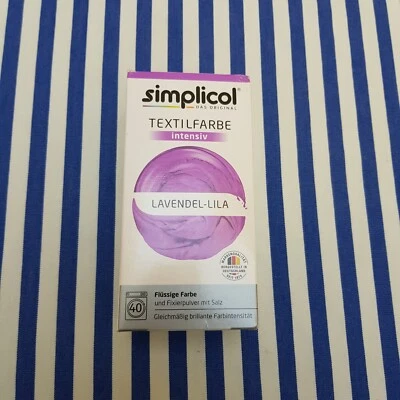 simplicol®
DAS ORIGINAL
TEXTILFARBE
intensiv
LAVENDEL-LILA
40
Flüssige Farbe
und Fixierpulver mit Salz
Gleichmäßig brillante Farbintensität